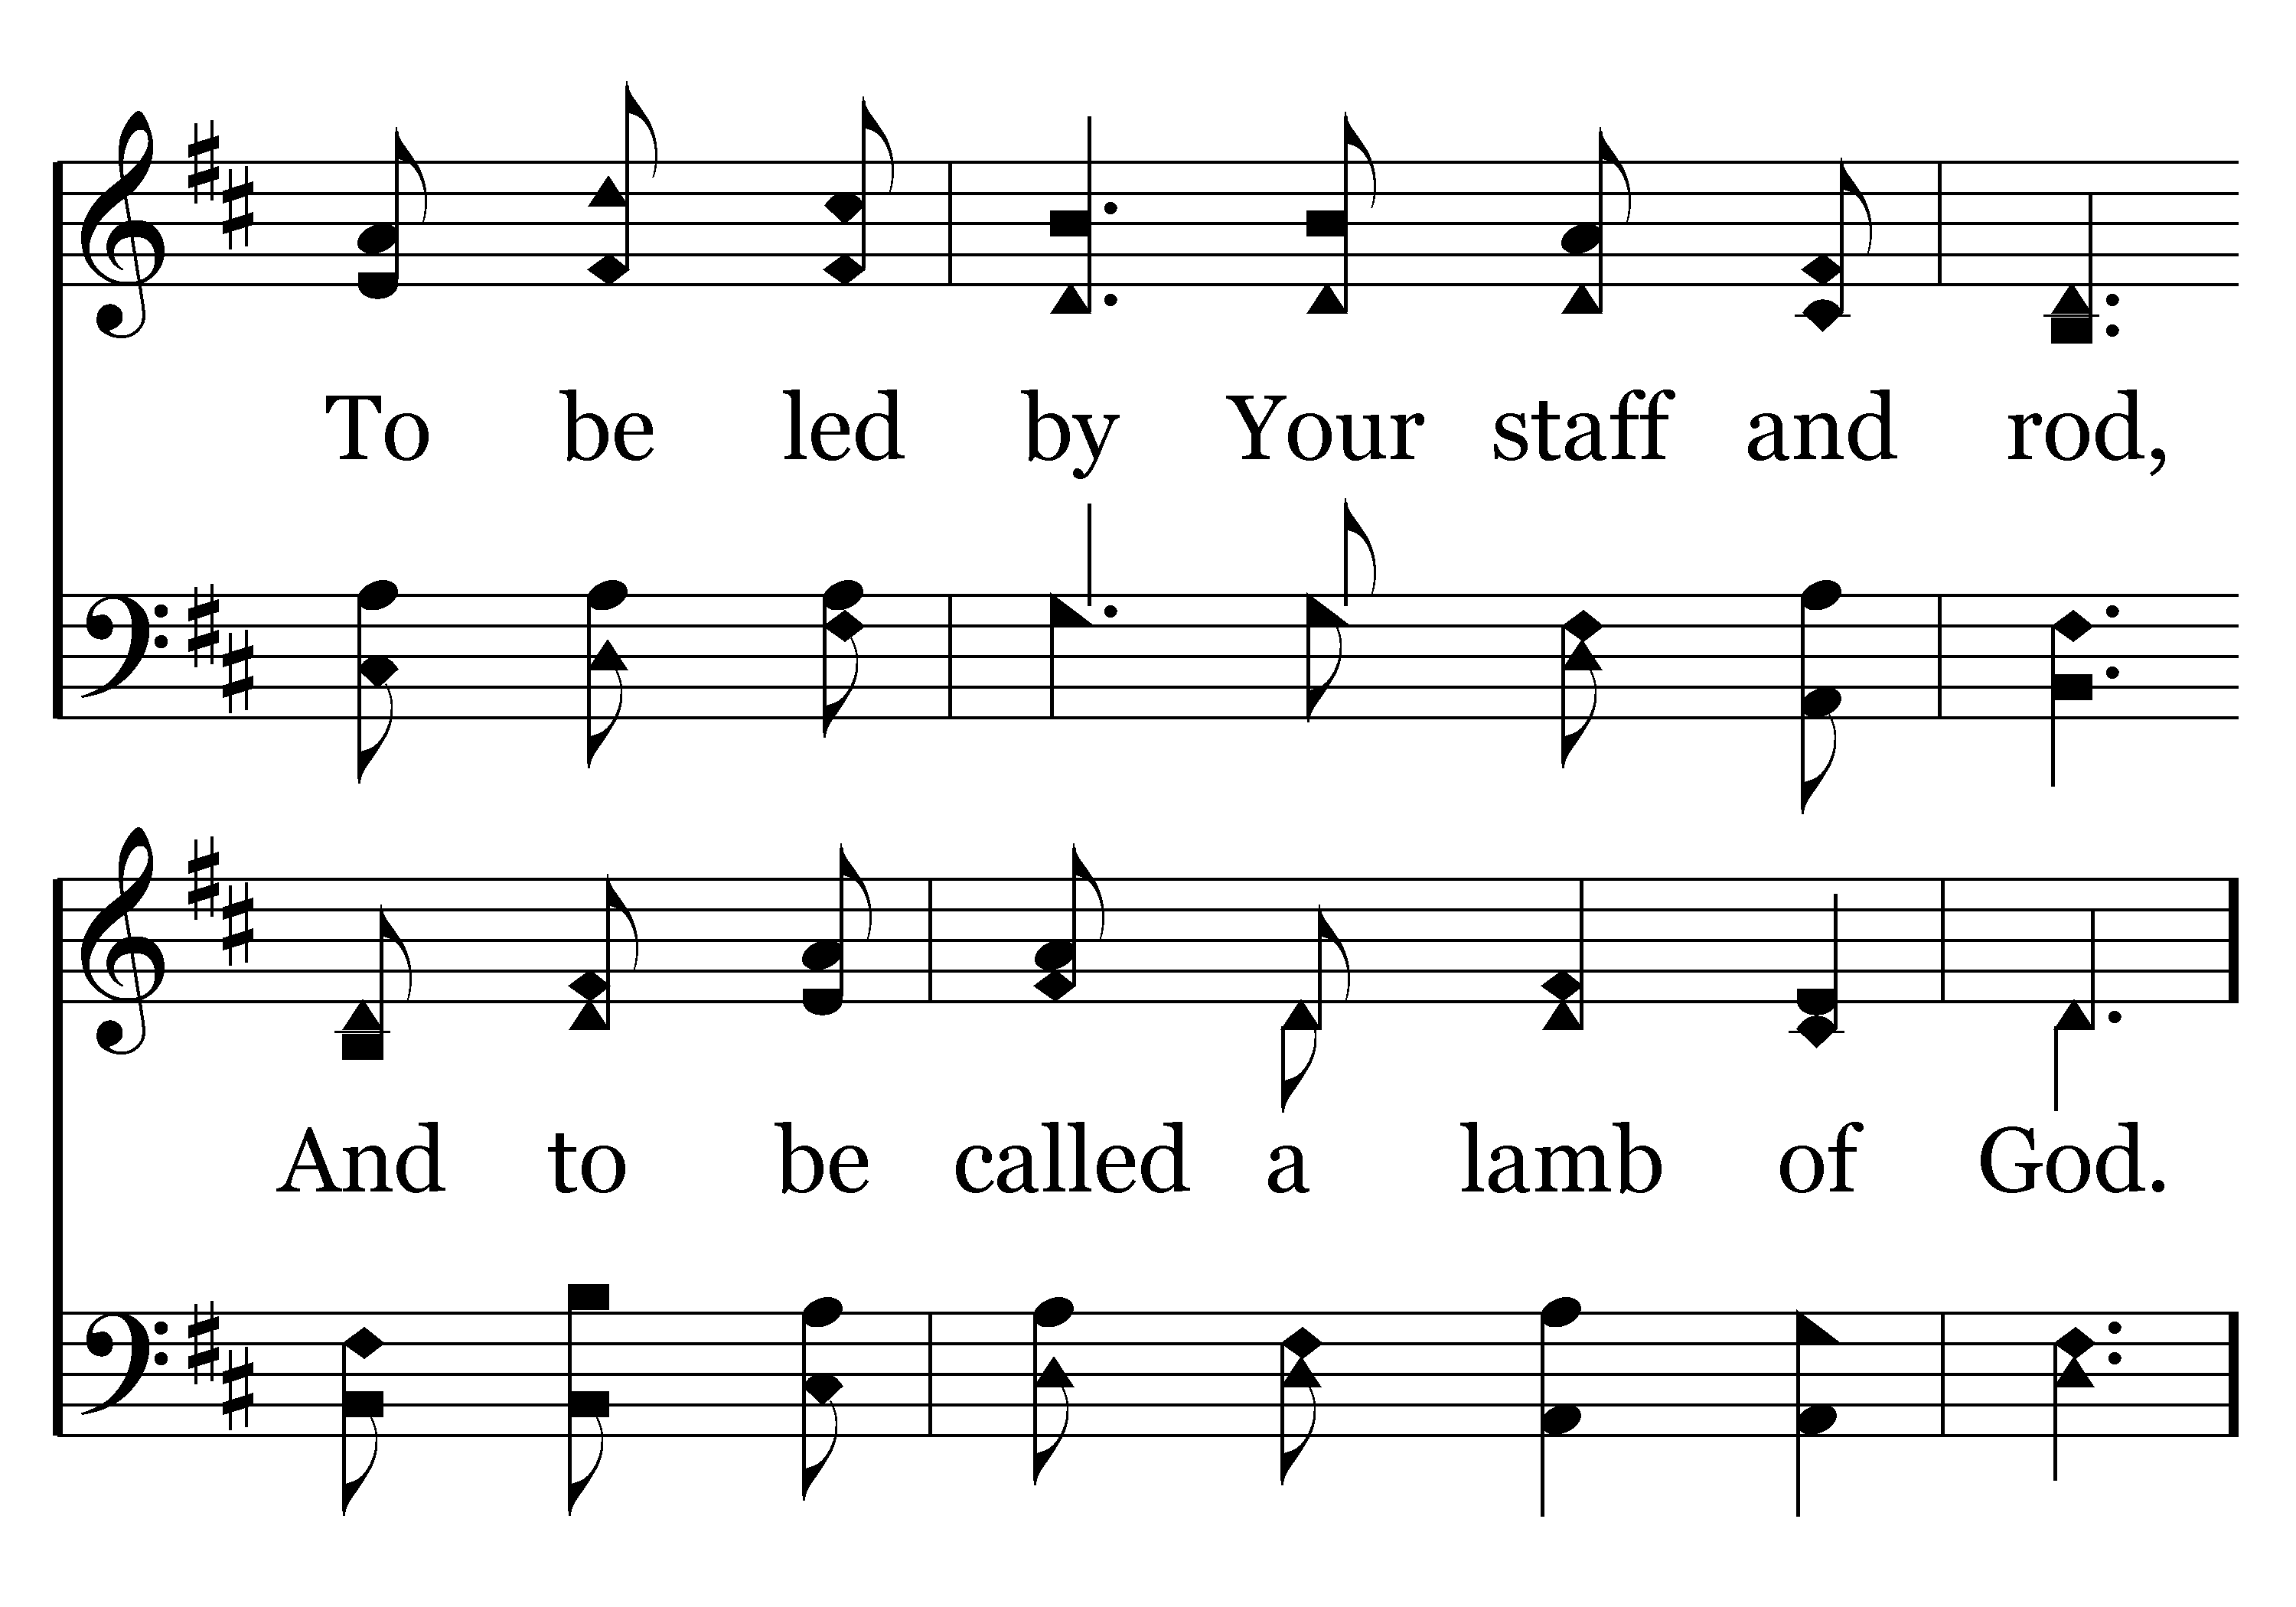 To be led by Your staff and rod,
And to be called a lamb of God.